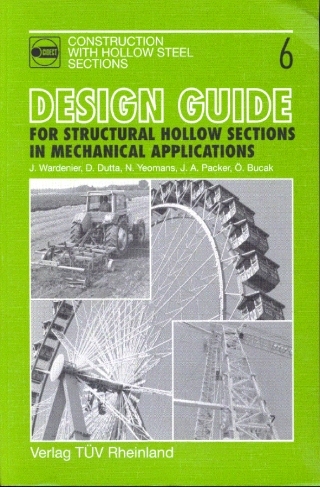 CIDECT
CONSTRUCTION
WITH HOLLOW STEEL
SECTIONS
6
DESIGN GUIDE
FOR STRUCTURAL HOLLOW SECTIONS
IN MECHANICAL APPLICATIONS
J. Wardenier, D. Dutta, N. Yeomans, J. A. Packer, Ö. Bucak
Verlag TÜV Rheinland